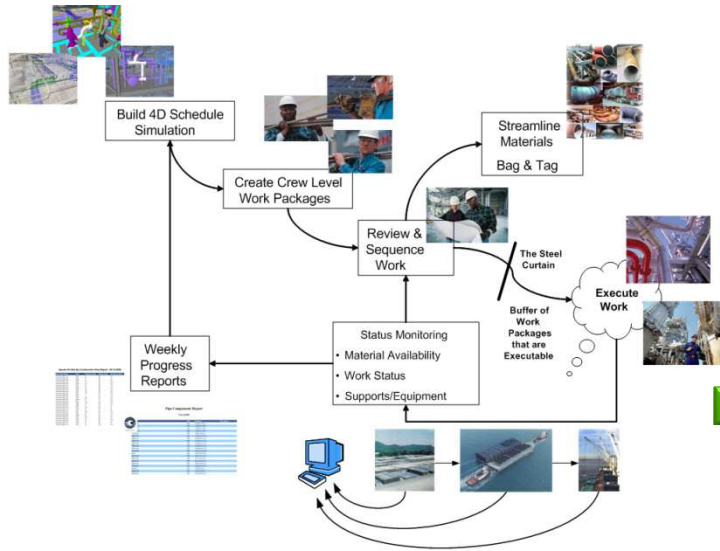 Build 4D Schedule
Simulation
Create Crew Level
Work Packages
Streamline
Materials
Bag & Tag
Review &
Sequence
Work
The Steel
Curtain
Execute
Work
Buffer of
Work
Packages
that are
Executable
Weekly
Progress
Reports
Status Monitoring
• Material Availability
• Work Status
• Supports/Equipment
Pipe Component Report